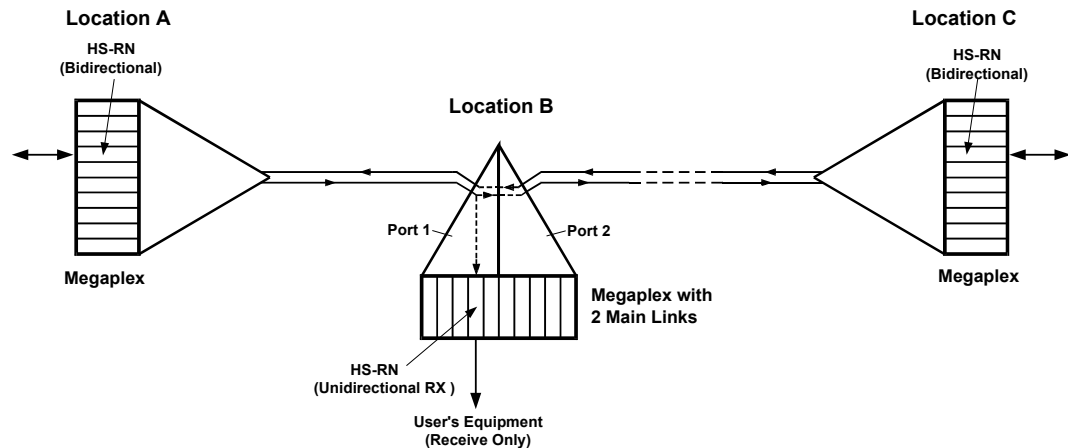 Location A
HS-RN
(Bidirectional)
Megaplex
Location B
Port 1
Port 2
Megaplex with
2 Main Links
HS-RN
(Unidirectional RX )
User's Equipment
(Receive Only)
Location C
HS-RN
(Bidirectional)
Megaplex